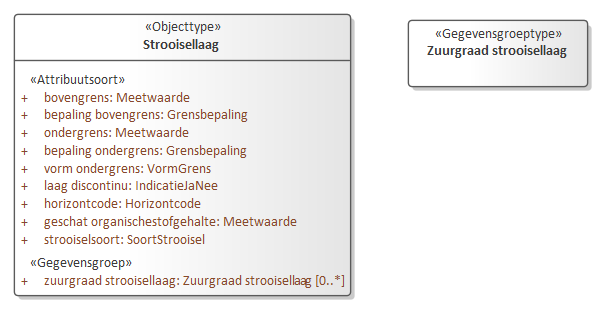 «Objecttype»
Strooisellaag
«Attribuutsoort»
+ bovengrens: Meetwaarde
+ bepaling bovengrens: Grensbepaling
+ ondergrens: Meetwaarde
+ bepaling ondergrens: Grensbepaling
+ vorm ondergrens: VormGrens
+ laag discontinu: IndicatieJaNee
+ horizontcode: Horizontcode
+ geschat organischestofgehalte: Meetwaarde
+ strooiselsoort: SoortStrooisel
«Gegevensgroep»
+ zuurgraad strooisellaag: Zuurgraad strooisellaag [0..*]
«Gegevensgroeptype»
Zuurgraad strooisellaag